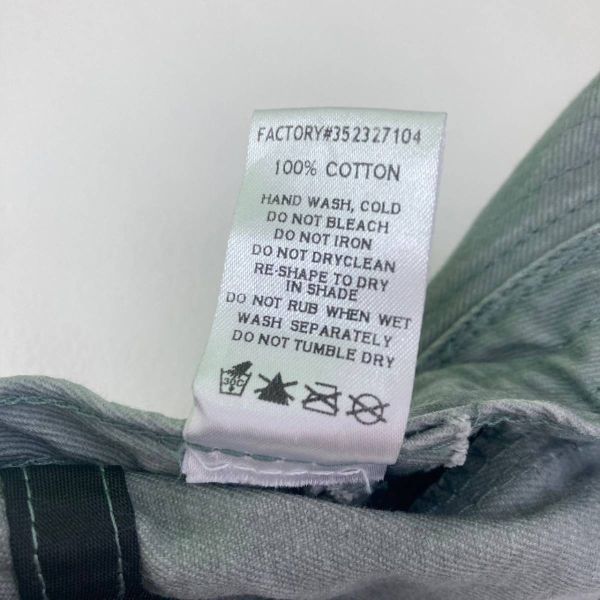 FACTORY#352327104
100% COTTON
HAND WASH, COLD
DO NOT BLEACH
DO NOT IRON
DO NOT DRYCLEAN
RE-SHAPE TO DRY
IN SHADE
DO NOT RUB WHEN WET
WASH SEPARATELY
DO NOT TUMBLE DRY
30C